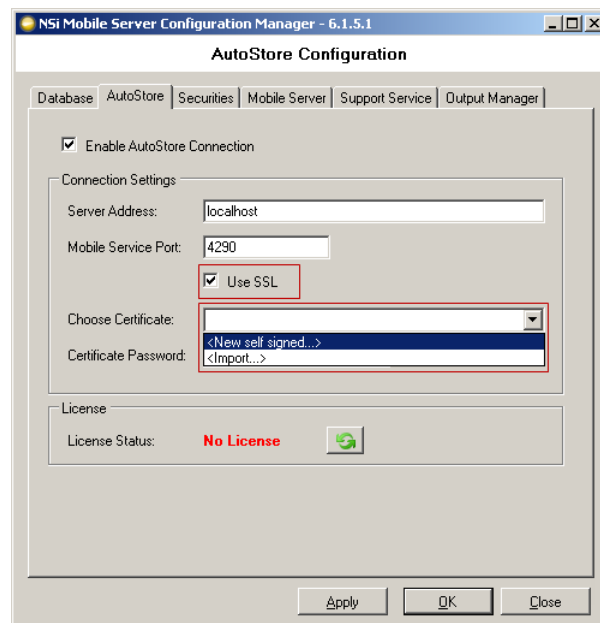 NSi Mobile Server Configuration Manager - 6.1.5.1
AutoStore Configuration
Database AutoStore Securities Mobile Server Support Service Output Manager
Enable AutoStore Connection
Connection Settings
Server Address: localhost
Mobile Service Port: 4290
Use SSL
Choose Certificate:
<New self signed...>
Certificate Password: <Import...>
License
License Status: No License
Apply OK Close